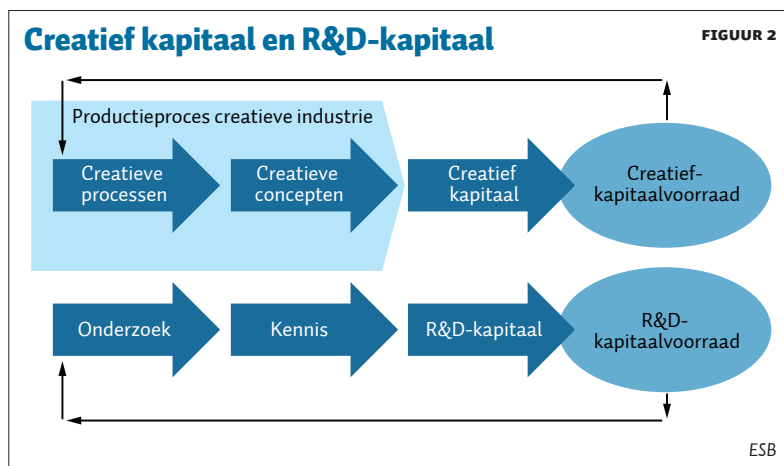 Creatief kapitaal en R&D-kapitaal
FIGUUR 2
Productieproces creatieve industrie
Creatieve
processen
Creatieve
concepten
Creatief
kapitaal
Creatief-
kapitaalvoorraad
Onderzoek
Kennis
R&D-kapitaal
R&D-
kapitaalvoorraad
ESB